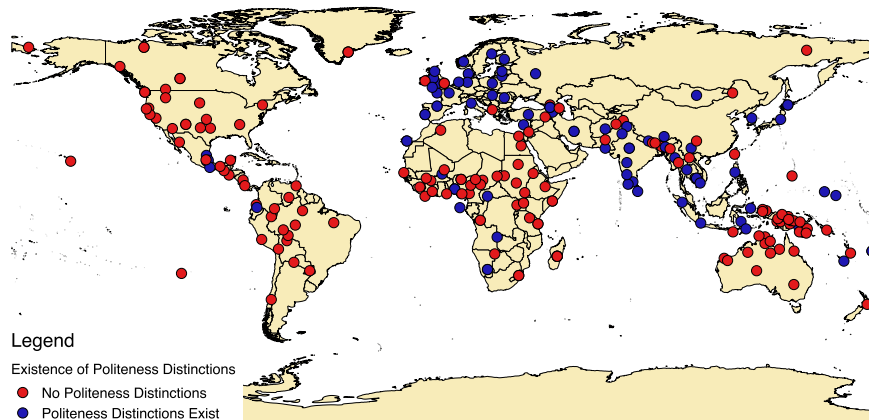 Legend
Existence of Politeness Distinctions
No Politeness Distinctions
Politeness Distinctions Exist